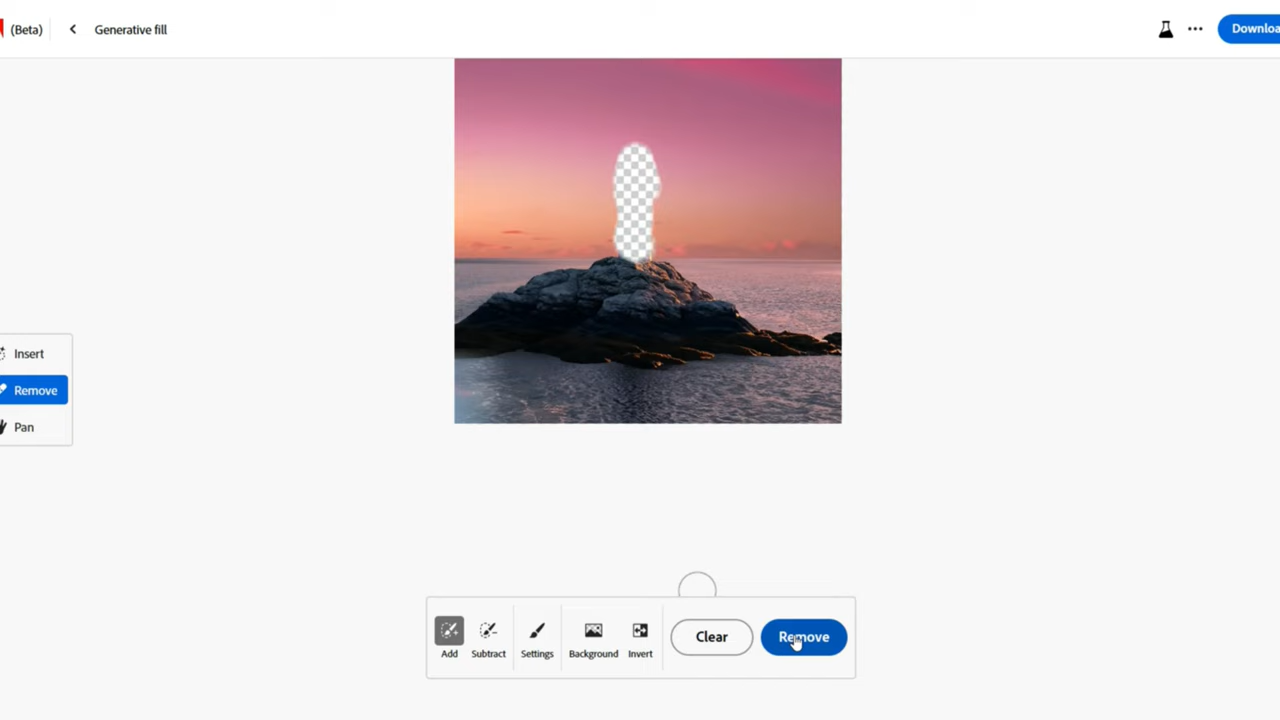 (Beta)
Generative fill
Downloa
Insert
Remove
Pan
Add
Subtract
Settings
Background
Invert
Clear
Remove